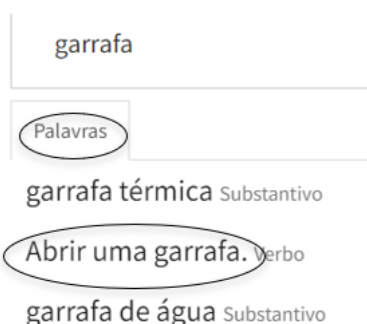 garrafa
Palavras
garrafa térmica Substantivo
Abrir uma garrafa. Verbo
garrafa de água Substantivo